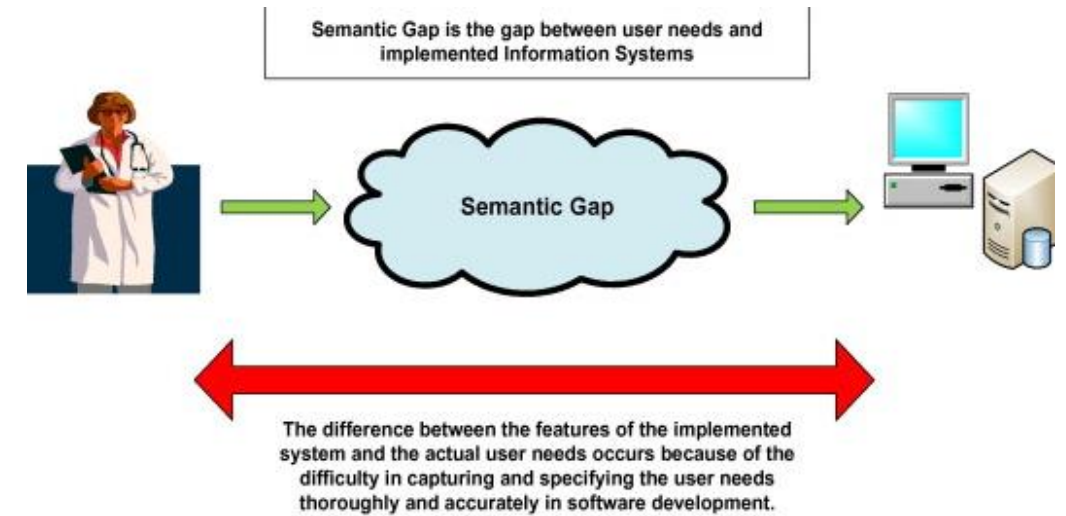 Semantic Gap is the gap between user needs and
implemented Information Systems
Semantic Gap
The difference between the features of the implemented
system and the actual user needs occurs because of the
difficulty in capturing and specifying the user needs
thoroughly and accurately in software development.